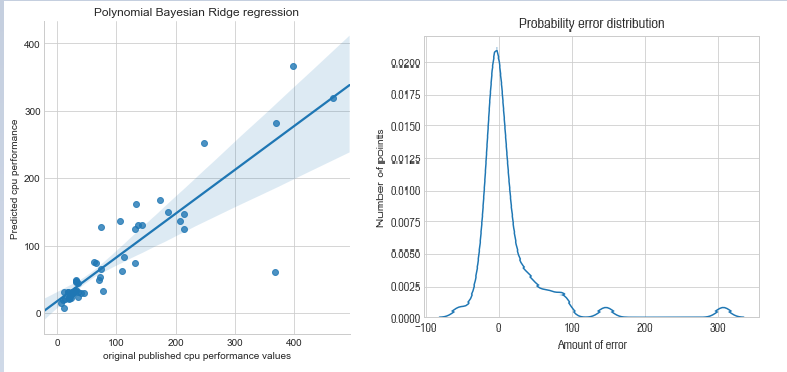 Polynomial Bayesian Ridge regression
400
300
200
100
0
Predicted cpu performance
0 100 200 300 400
original published cpu performance values
Probability error distribution
0.0200
0.0175
0.0150
0.0125
0.0100
0.0075
0.0050
0.0025
0.0000
Number of points
−100 0 100 200 300
Amount of error